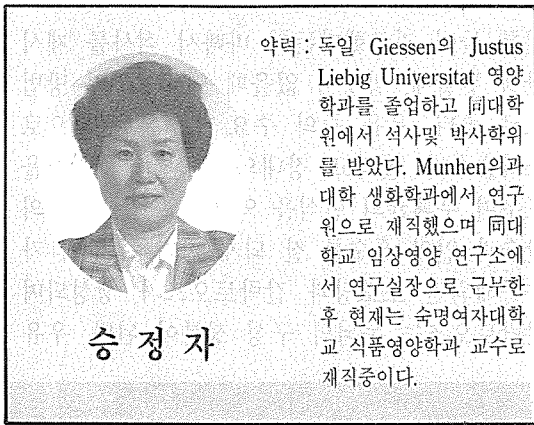 약력 : 독일 Giessen의 Justus
Liebig Universitat 영양
학과를 졸업하고 同대학
원에서 석사및 박사학위
를 받았다. Munhen의과
대학 생화학과에서 연구
원으로 재직했으며 同대
학교 임상영양 연구소에
서 연구실장으로 근무한
후 현재는 숙명여자대학
교 식품영양학과 교수로
재직중이다.
승 정 자